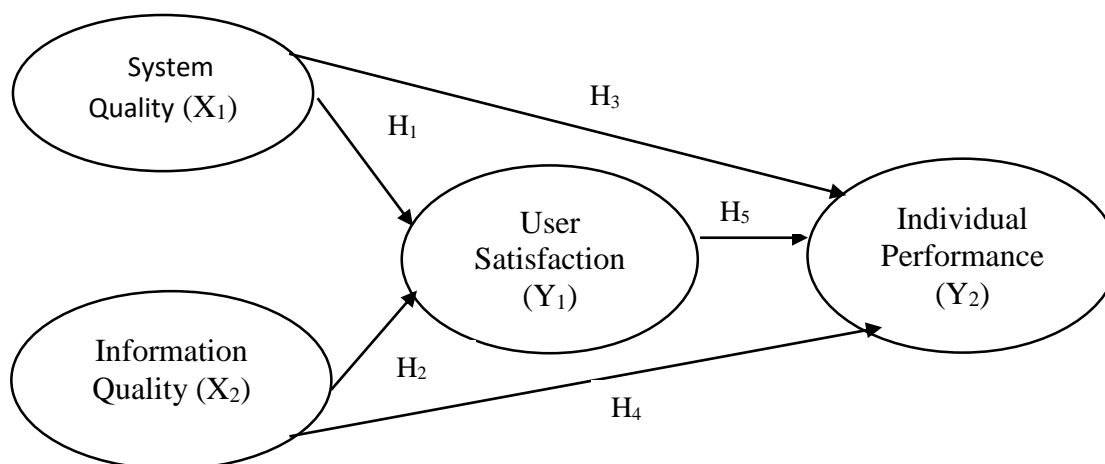 System
Quality (X₁)
H₃
H₁
User
Satisfaction
(Y₁)
H₅
Individual
Performance
(Y₂)
Information
Quality (X₂)
H₂
H₄